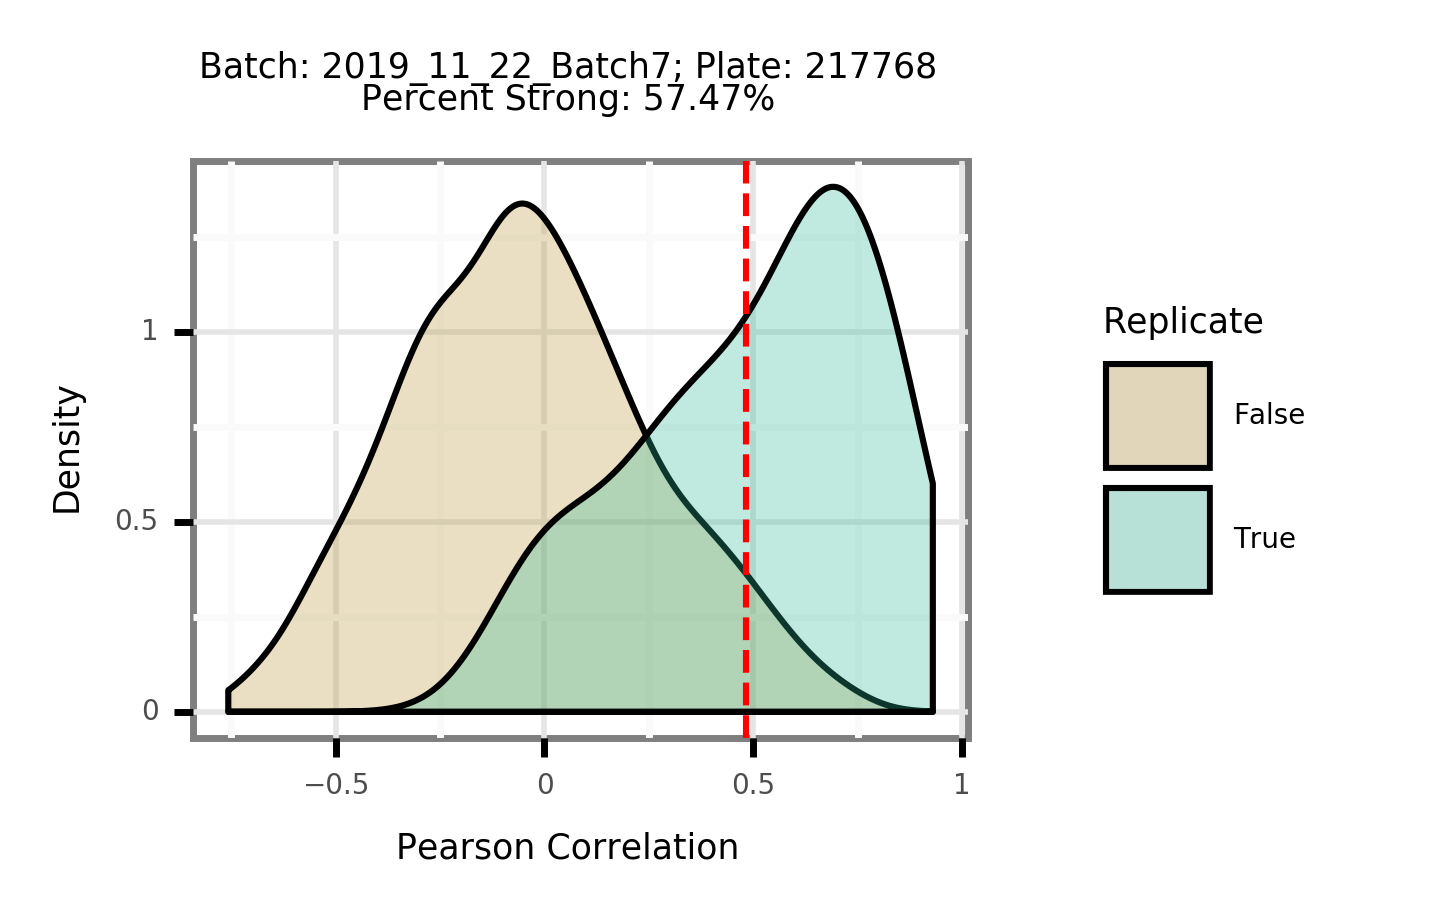 Batch: 2019_11_22_Batch7; Plate: 217768
Percent Strong: 57.47%
Density
1
0.5
0
−0.5
0
0.5
1
Pearson Correlation
Replicate
False
True